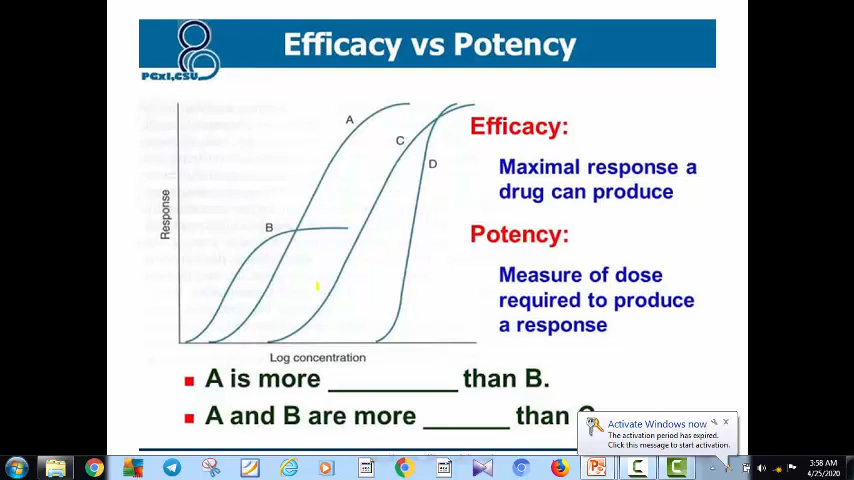 PGxI,CSU
Efficacy vs Potency
A
C
D
B
Response
Log concentration
Efficacy:
Maximal response a
drug can produce
Potency:
Measure of dose
required to produce
a response
A is more _________ than B.
A and B are more ______ than
Activate Windows now
The activation period has expired.
Click this message to start activation.
3:58 AM
4/25/2020